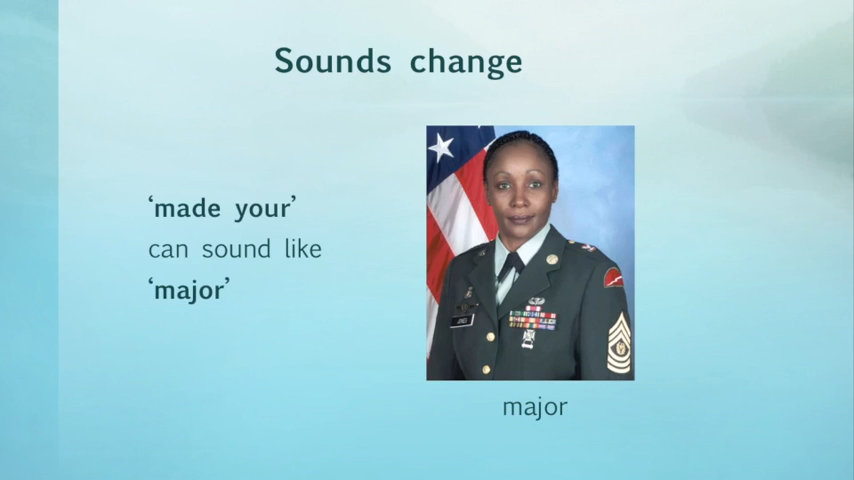 Sounds change
‘made your’
can sound like
‘major’
major